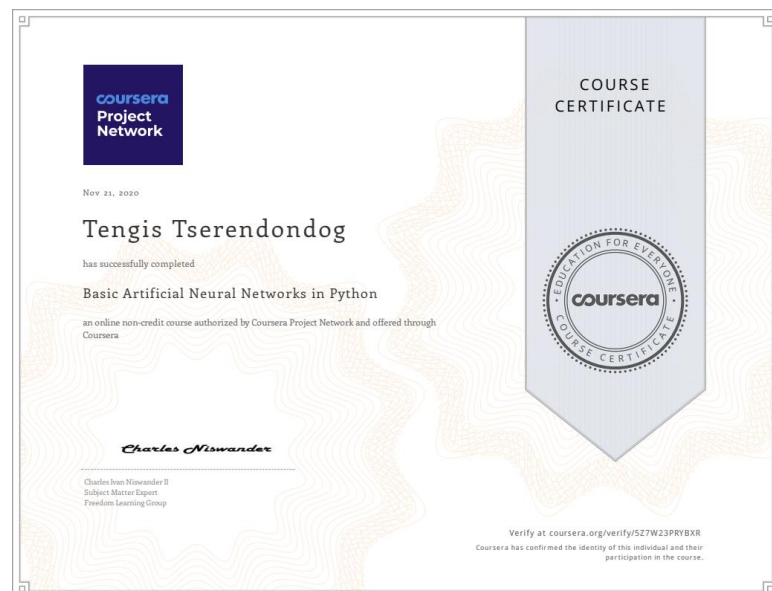 coursera
Project
Network
Nov 21, 2020
Tengis Tserendondog
has successfully completed
Basic Artificial Neural Networks in Python
an online non-credit course authorized by Coursera Project Network and offered through
Coursera
Charles Niswander
Charles Ivan Niswander II
Subject Matter Expert
Freedom Learning Group
COURSE
CERTIFICATE
EDUCATION FOR EVERYONE
coursera
COURSE CERTIFICATE
Verify at coursera.org/verify/5Z7W23PRYBXR
Coursera has confirmed the identity of this individual and their
participation in the course.